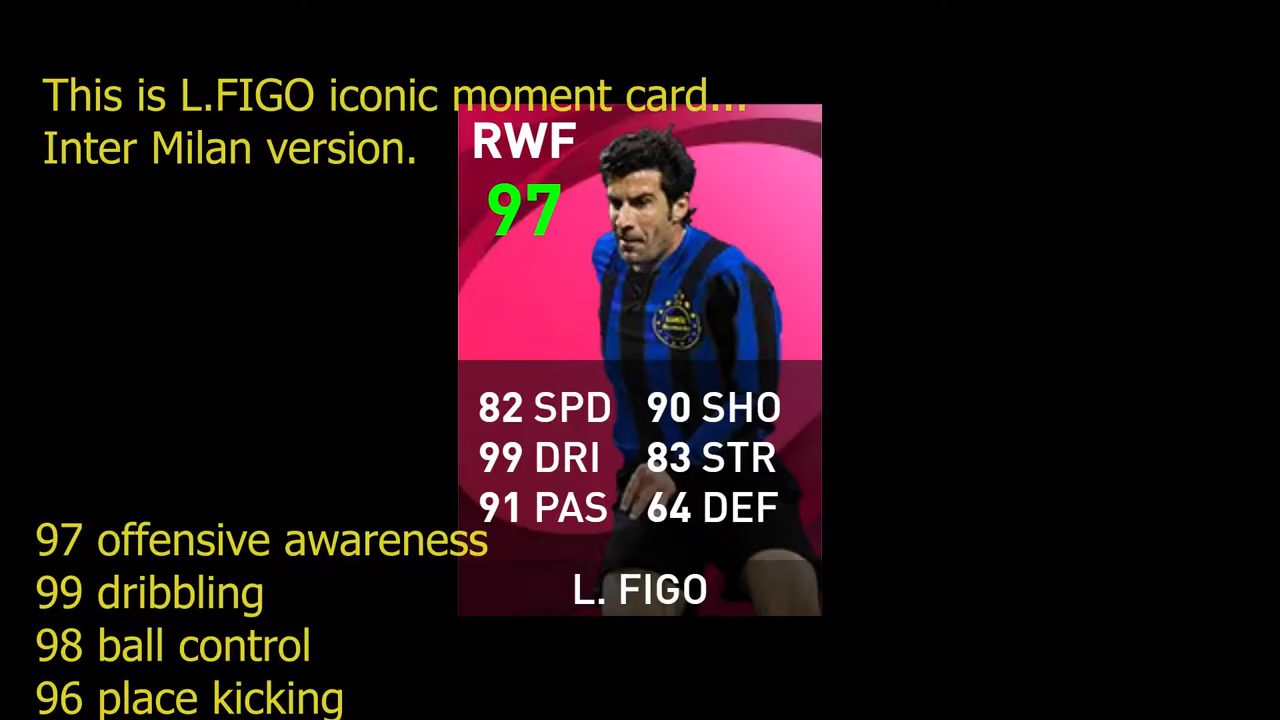 This is L.FIGO iconic moment card...
Inter Milan version.
RWF
97
82 SPD 90 SHO
99 DRI 83 STR
91 PAS 64 DEF
L. FIGO
97 offensive awareness
99 dribbling
98 ball control
96 place kicking